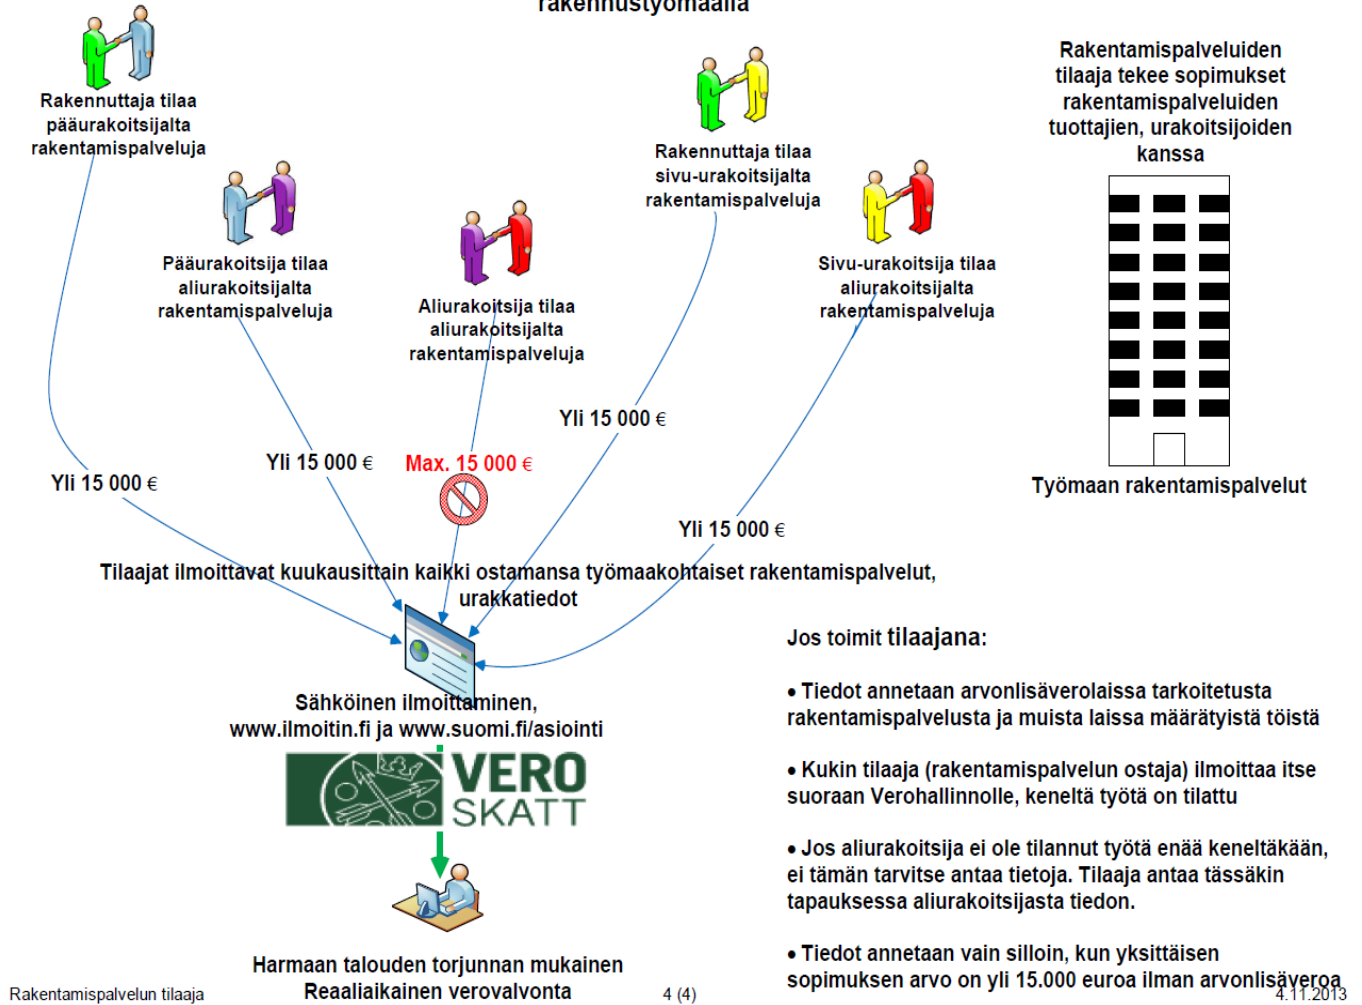 rakennustyömaalla
Rakennuttaja tilaa
pääurakoitsijalta
rakentamispalveluja
Pääurakoitsija tilaa
aliurakoitsijalta
rakentamispalveluja
Aliurakoitsija tilaa
aliurakoitsijalta
rakentamispalveluja
Rakennuttaja tilaa
sivu-urakoitsijalta
rakentamispalveluja
Sivu-urakoitsija tilaa
aliurakoitsijalta
rakentamispalveluja
Rakentamispalveluiden
tilaaja tekee sopimukset
rakentamispalveluiden
tuottajien, urakoitsijoiden
kanssa
Työmaan rakentamispalvelut
Yli 15 000 €
Yli 15 000 €
Max. 15 000 €
Yli 15 000 €
Yli 15 000 €
Tilaajat ilmoittavat kuukausittain kaikki ostamansa työmaakohtaiset rakentamispalvelut,
urakkatiedot
Sähköinen ilmoittaminen,
www.ilmoitin.fi ja www.suomi.fi/asiointi
VERO
SKATT
Harmaan talouden torjunnan mukainen
Reaaliaikainen verovalvonta
Jos toimit tilaajana:
• Tiedot annetaan arvonlisäverolaissa tarkoitetusta
rakentamispalvelusta ja muista laissa määrätyistä töistä
• Kukin tilaaja (rakentamispalvelun ostaja) ilmoittaa itse
suoraan Verohallinnolle, keneltä työtä on tilattu
• Jos aliurakoitsija ei ole tilannut työtä enää keneltäkään,
ei tämän tarvitse antaa tietoja. Tilaaja antaa tässäkin
tapauksessa aliurakoitsijasta tiedon.
• Tiedot annetaan vain silloin, kun yksittäisen
sopimuksen arvo on yli 15.000 euroa ilman arvonlisäveroa
Rakentamispalvelun tilaaja
4 (4)
4.11.2013